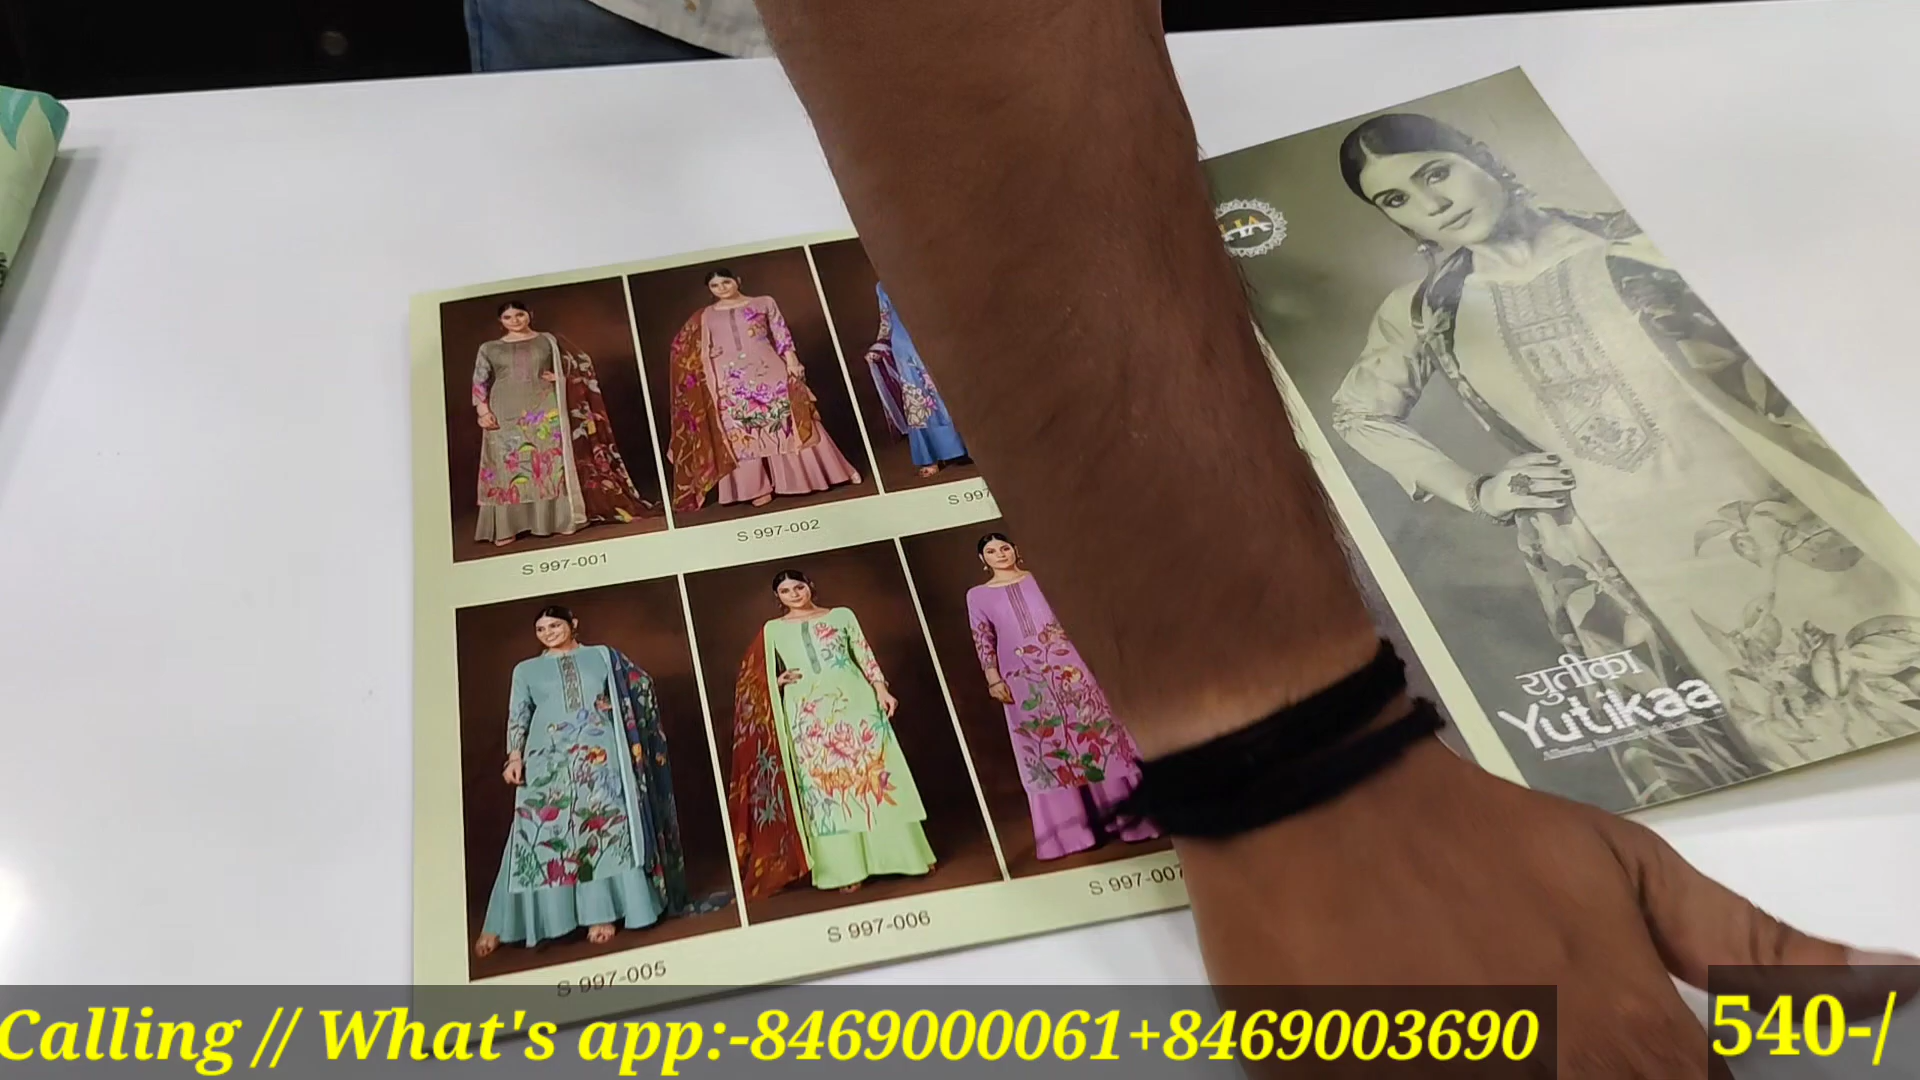 S 997-001
S 997-002
S 997
S 997-005
S 997-006
S 997-007
युतीका
Yutikaa
Calling // What's app:-8469000061+8469003690
540-/